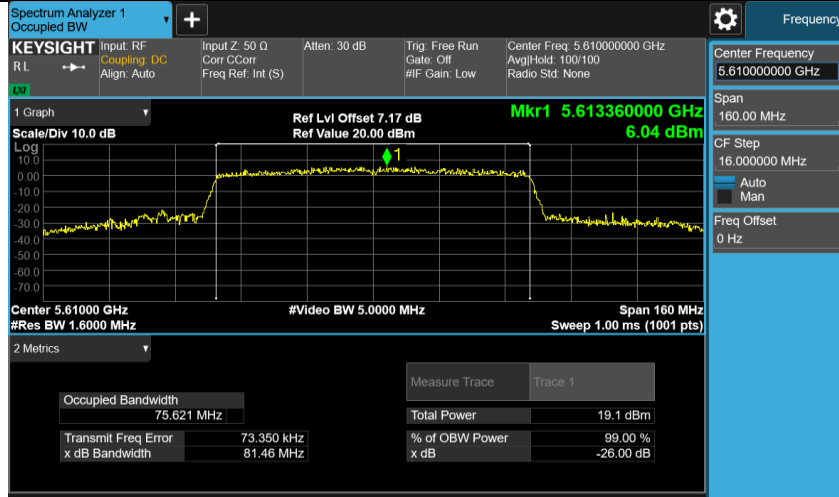 Spectrum Analyzer 1
Occupied BW
+
Frequency
KEYSIGHT
R L
LXI
Input: RF
Coupling: DC
Align: Auto
Input Z: 50 Ω
Corr CCorr
Freq Ref: Int (S)
Atten: 30 dB
Trig: Free Run
Gate: Off
#IF Gain: Low
Center Freq: 5.610000000 GHz
Avg|Hold: 100/100
Radio Std: None
Center Frequency
5.610000000 GHz
Span
160.00 MHz
CF Step
16.000000 MHz
Auto
Man
Freq Offset
0 Hz
1 Graph
Scale/Div 10.0 dB
Ref Lvl Offset 7.17 dB
Ref Value 20.00 dBm
Mkr1 5.613360000 GHz
6.04 dBm
Log
10.0
0.00
-10.0
-20.0
-30.0
-40.0
-50.0
-60.0
-70.0
1
Center 5.61000 GHz
#Video BW 5.0000 MHz
Span 160 MHz
#Res BW 1.6000 MHz
Sweep 1.00 ms (1001 pts)
2 Metrics
Measure Trace
Trace 1
Occupied Bandwidth
75.621 MHz
Total Power
19.1 dBm
Transmit Freq Error
73.350 kHz
% of OBW Power
99.00 %
x dB Bandwidth
81.46 MHz
x dB
-26.00 dB